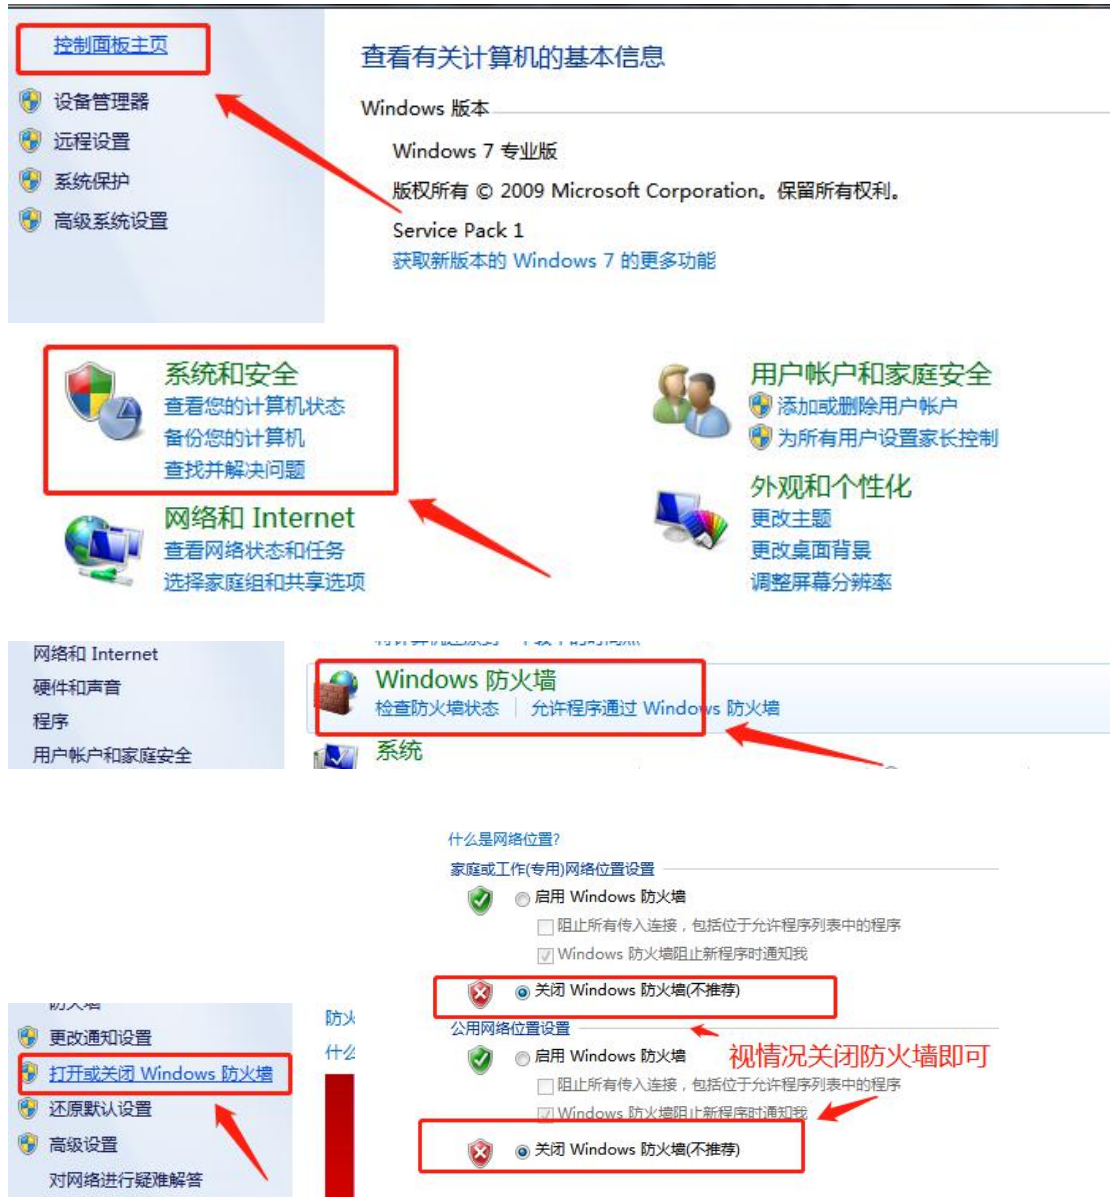 控制面板主页
设备管理器
远程设置
系统保护
高级系统设置
查看有关计算机的基本信息
Windows 版本
Windows 7 专业版
版权所有 © 2009 Microsoft Corporation。保留所有权利。
Service Pack 1
获取新版本的 Windows 7 的更多功能
系统和安全
查看您的计算机状态
备份您的计算机
查找并解决问题
网络和 Internet
查看网络状态和任务
选择家庭组和共享选项
用户帐户和家庭安全
添加或删除用户帐户
为所有用户设置家长控制
外观和个性化
更改主题
更改桌面背景
调整屏幕分辨率
网络和 Internet
硬件和声音
程序
用户帐户和家庭安全
Windows 防火墙
检查防火墙状态 允许程序通过 Windows 防火墙
系统
什么是网络位置?
家庭或工作(专用)网络位置设置
启用 Windows 防火墙
阻止所有传入连接，包括位于允许程序列表中的程序
Windows 防火墙阻止新程序时通知我
关闭 Windows 防火墙(不推荐)
公用网络位置设置
启用 Windows 防火墙
视情况关闭防火墙即可
阻止所有传入连接，包括位于允许程序列表中的程序
Windows 防火墙阻止新程序时通知我
关闭 Windows 防火墙(不推荐)
防火墙
更改通知设置
打开或关闭 Windows 防火墙
还原默认设置
高级设置
对网络进行疑难解答
防火
什么